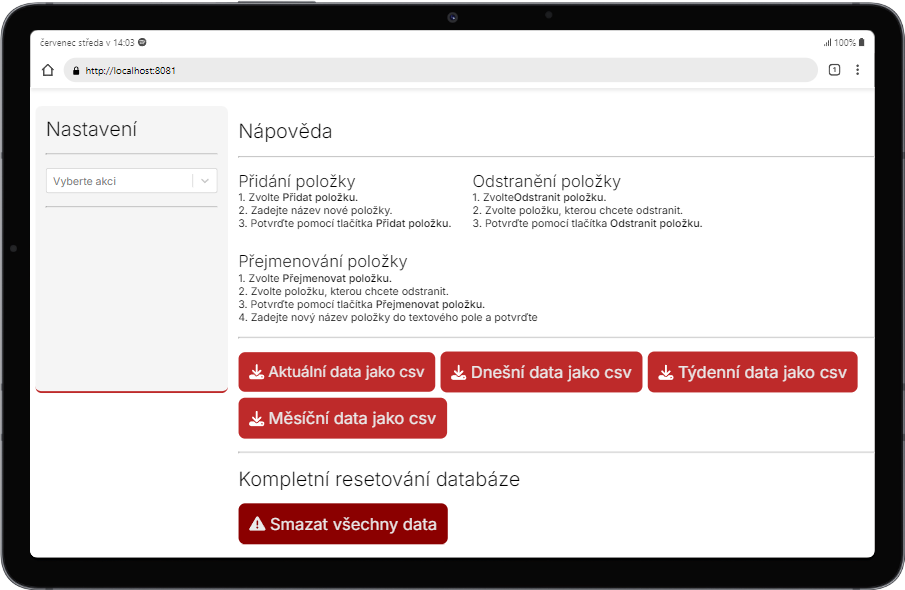 červenec středa v 14:03
100%
http://localhost:8081
1
Nastavení
Vyberte akci
Nápověda
Přidání položky
1. Zvolte Přidat položku.
2. Zadejte název nové položky.
3. Potvrďte pomocí tlačítka Přidat položku.
Odstranění položky
1. ZvolteOdstranit položku.
2. Zvolte položku, kterou chcete odstranit.
3. Potvrďte pomocí tlačítka Odstranit položku.
Přejmenování položky
1. Zvolte Přejmenovat položku.
2. Zvolte položku, kterou chcete odstranit.
3. Potvrďte pomocí tlačítka Přejmenovat položku.
4. Zadejte nový název položky do textového pole a potvrďte
Aktuální data jako csv
Dnešní data jako csv
Týdenní data jako csv
Měsíční data jako csv
Kompletní resetování databáze
Smazat všechny data